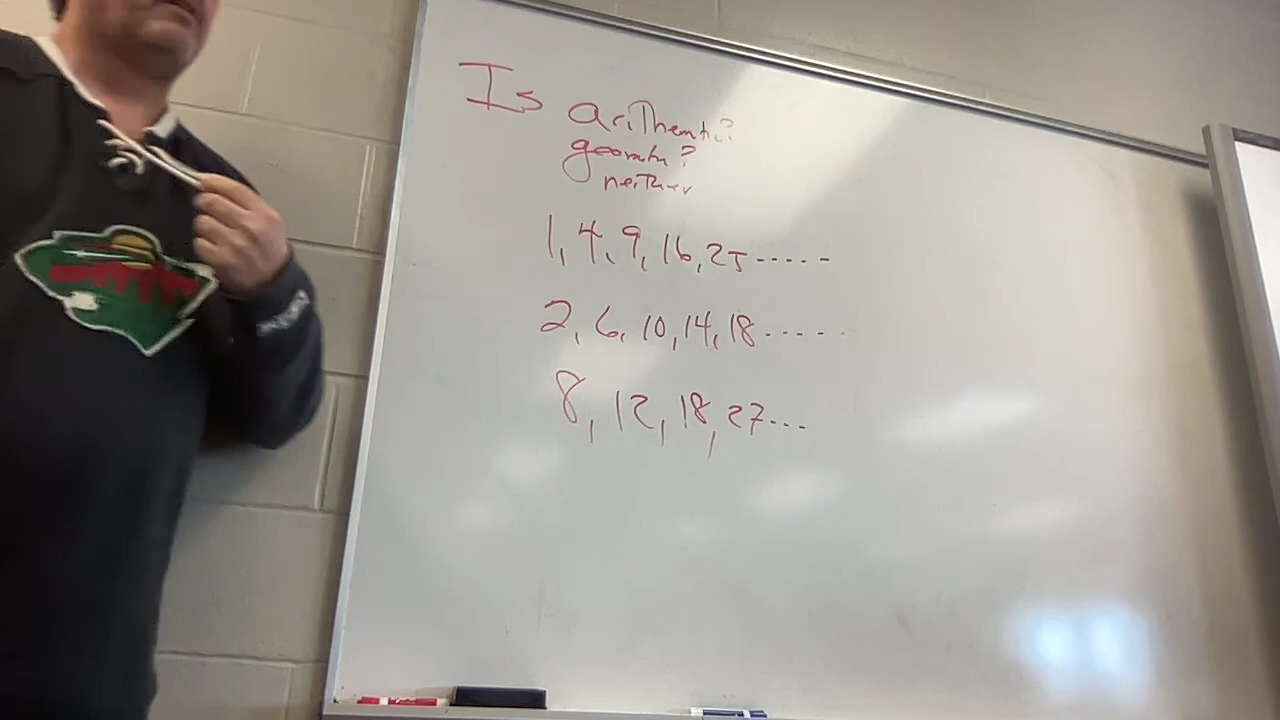 Is arithmetic?
geometric?
neither
1, 4, 9, 16, 25 -----
2, 6, 10, 14, 18 -----
8, 12, 18, 27 ---